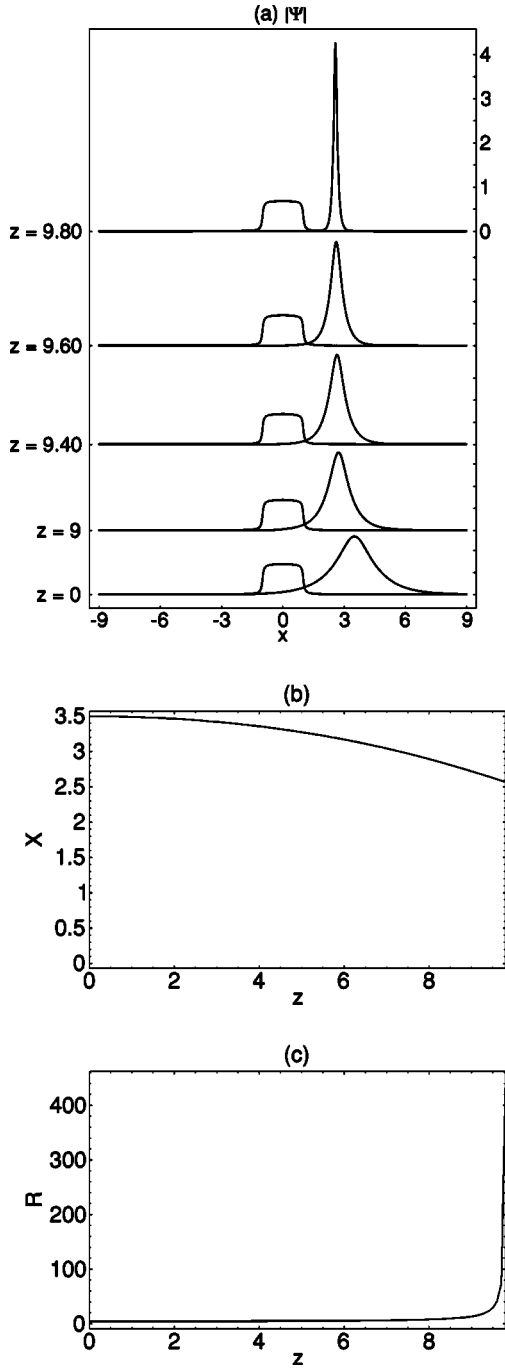 (a) |Ψ|
4
3
2
1
z = 9.80 0
z = 9.60
z = 9.40
z = 9
z = 0
-9 -6 -3 0 3 6 9
x
(b)
3.5
3
2.5
2
X
1.5
1
0.5
0
0 2 4 6 8
z
(c)
400
300
R
200
100
0
0 2 4 6 8
z